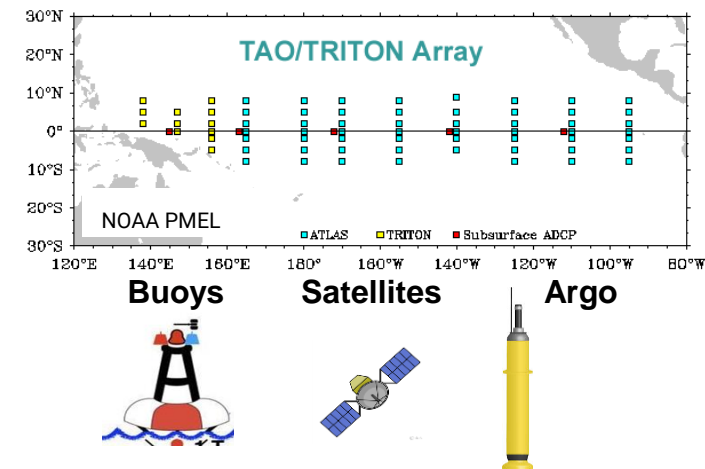 30°N
TAO/TRITON Array
20°N
10°N
0°
10°S
20°S
NOAA PMEL
ATLAS TRITON Subsurface ADCP
30°S
120°E 140°E 160°E 180° 160°W 140°W 120°W 100°W 80°W
Buoys Satellites Argo